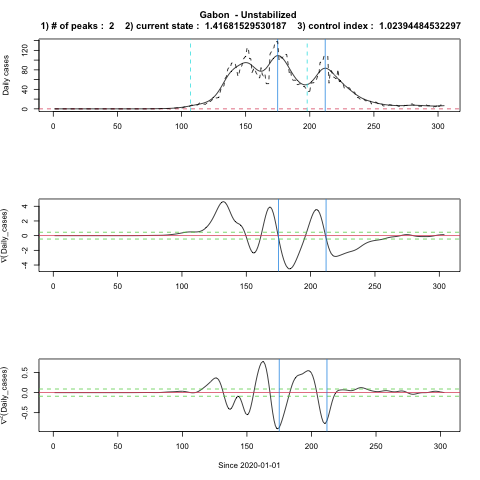 Gabon - Unstabilized
1) # of peaks : 2 2) current state : 1.41681529530187 3) control index : 1.02394484532297
Daily cases
0 40 80 120
0 50 100 150 200 250 300
∇(Daily_cases)
-4 -2 0 2 4
0 50 100 150 200 250 300
∇²(Daily_cases)
-0.5 0.0 0.5
0 50 100 150 200 250 300
Since 2020-01-01